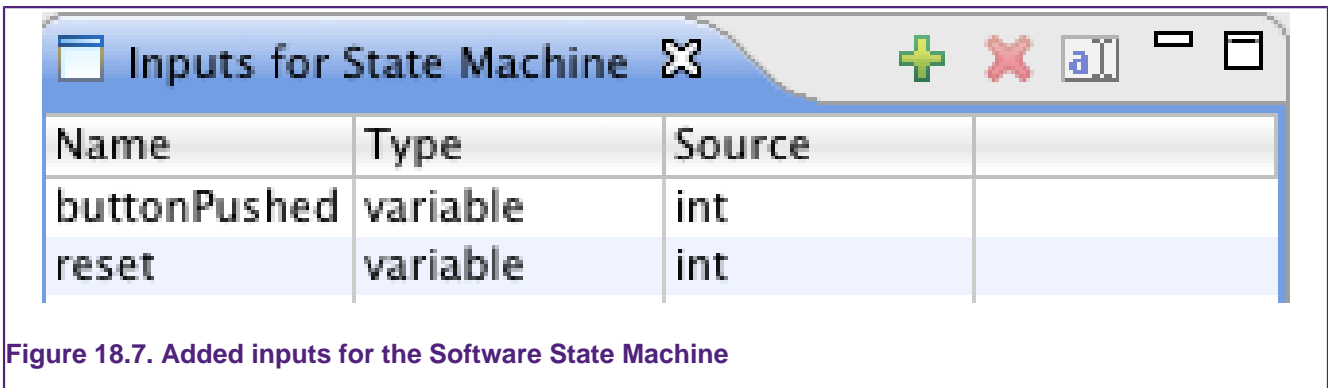 Inputs for State Machine
Name Type Source
buttonPushed variable int
reset variable int
Figure 18.7. Added inputs for the Software State Machine